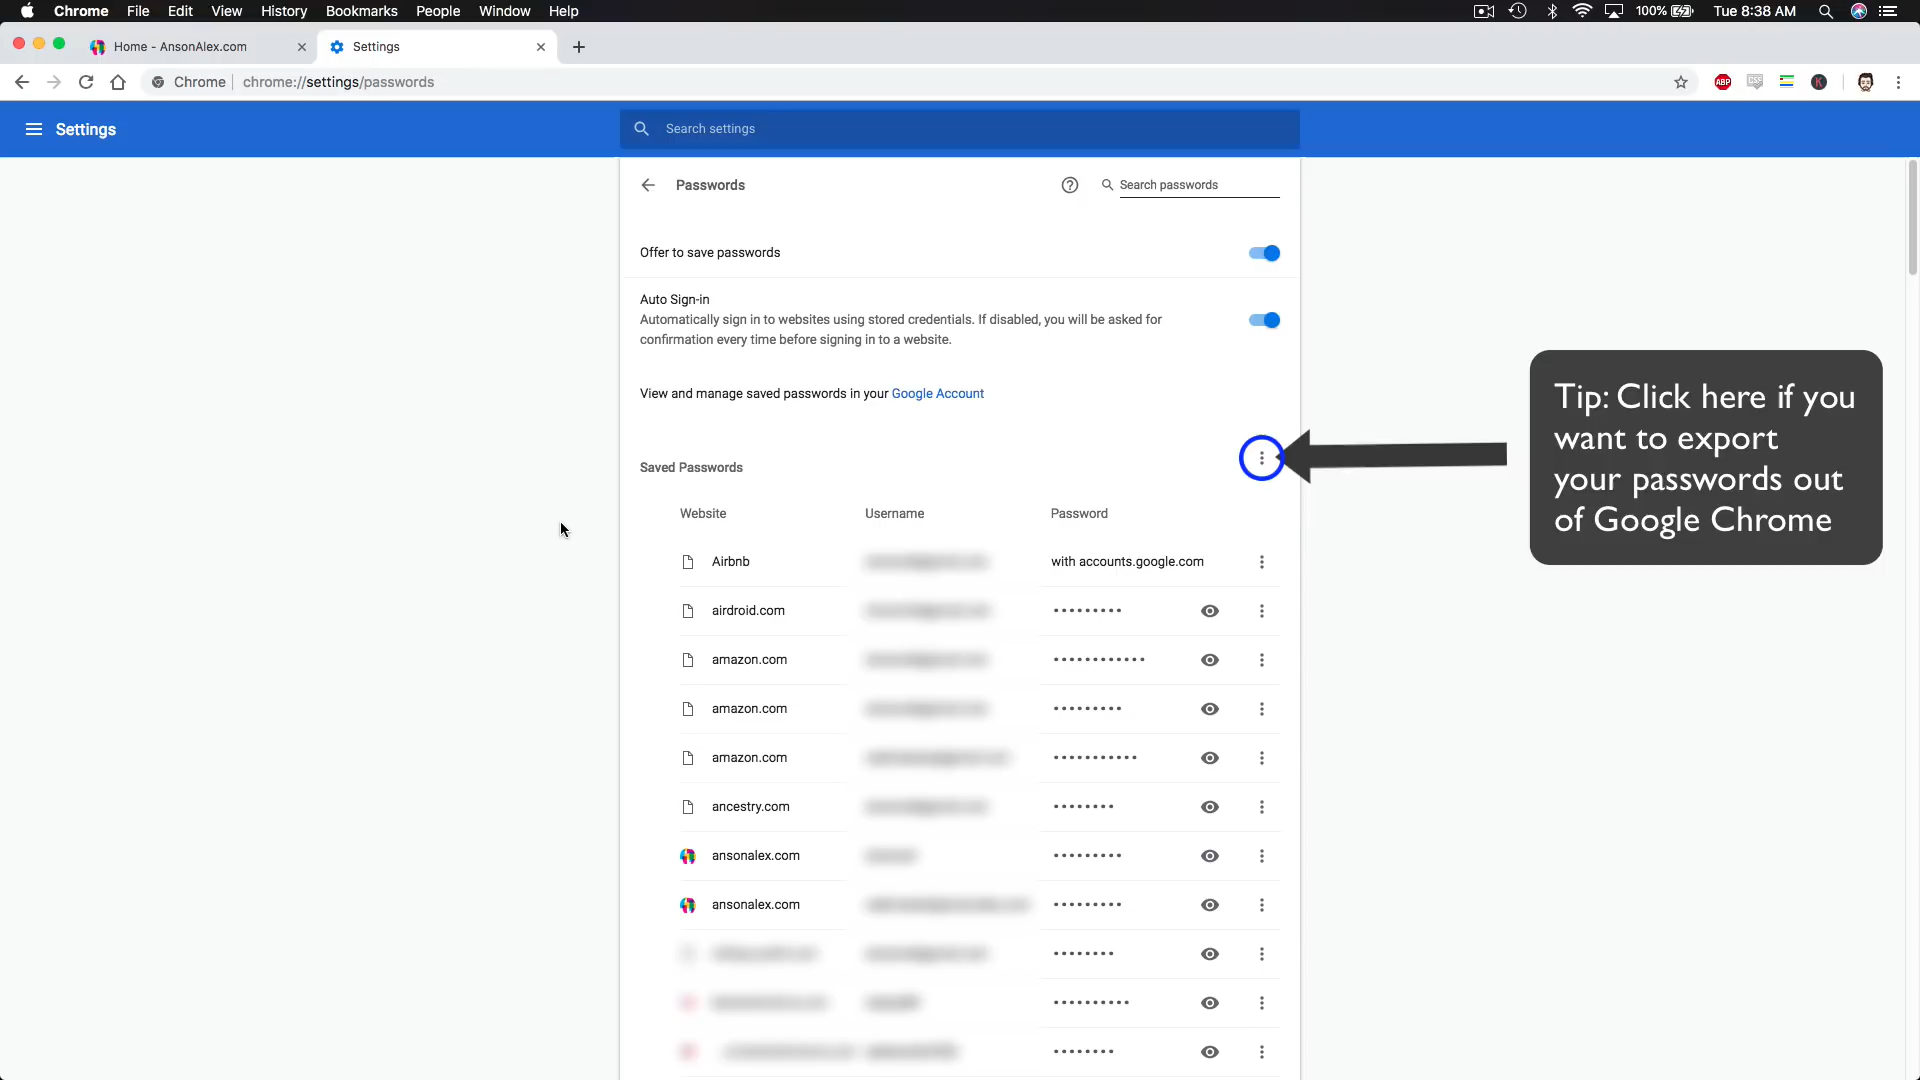 Chrome File Edit View History Bookmarks People Window Help 100% Tue 8:38 AM
Home - AnsonAlex.com Settings
Chrome chrome://settings/passwords ABP CSS K
Settings Search settings
Passwords Search passwords
Offer to save passwords
Auto Sign-in
Automatically sign in to websites using stored credentials. If disabled, you will be asked for
confirmation every time before signing in to a website.
View and manage saved passwords in your Google Account
Tip: Click here if you
want to export
your passwords out
of Google Chrome
Saved Passwords
Website Username Password
Airbnb with accounts.google.com
airdroid.com •••••••••
amazon.com ••••••••••••
amazon.com •••••••••
amazon.com •••••••••••
ancestry.com ••••••••
ansonalex.com •••••••••
ansonalex.com •••••••••
••••••••
••••••••••
••••••••